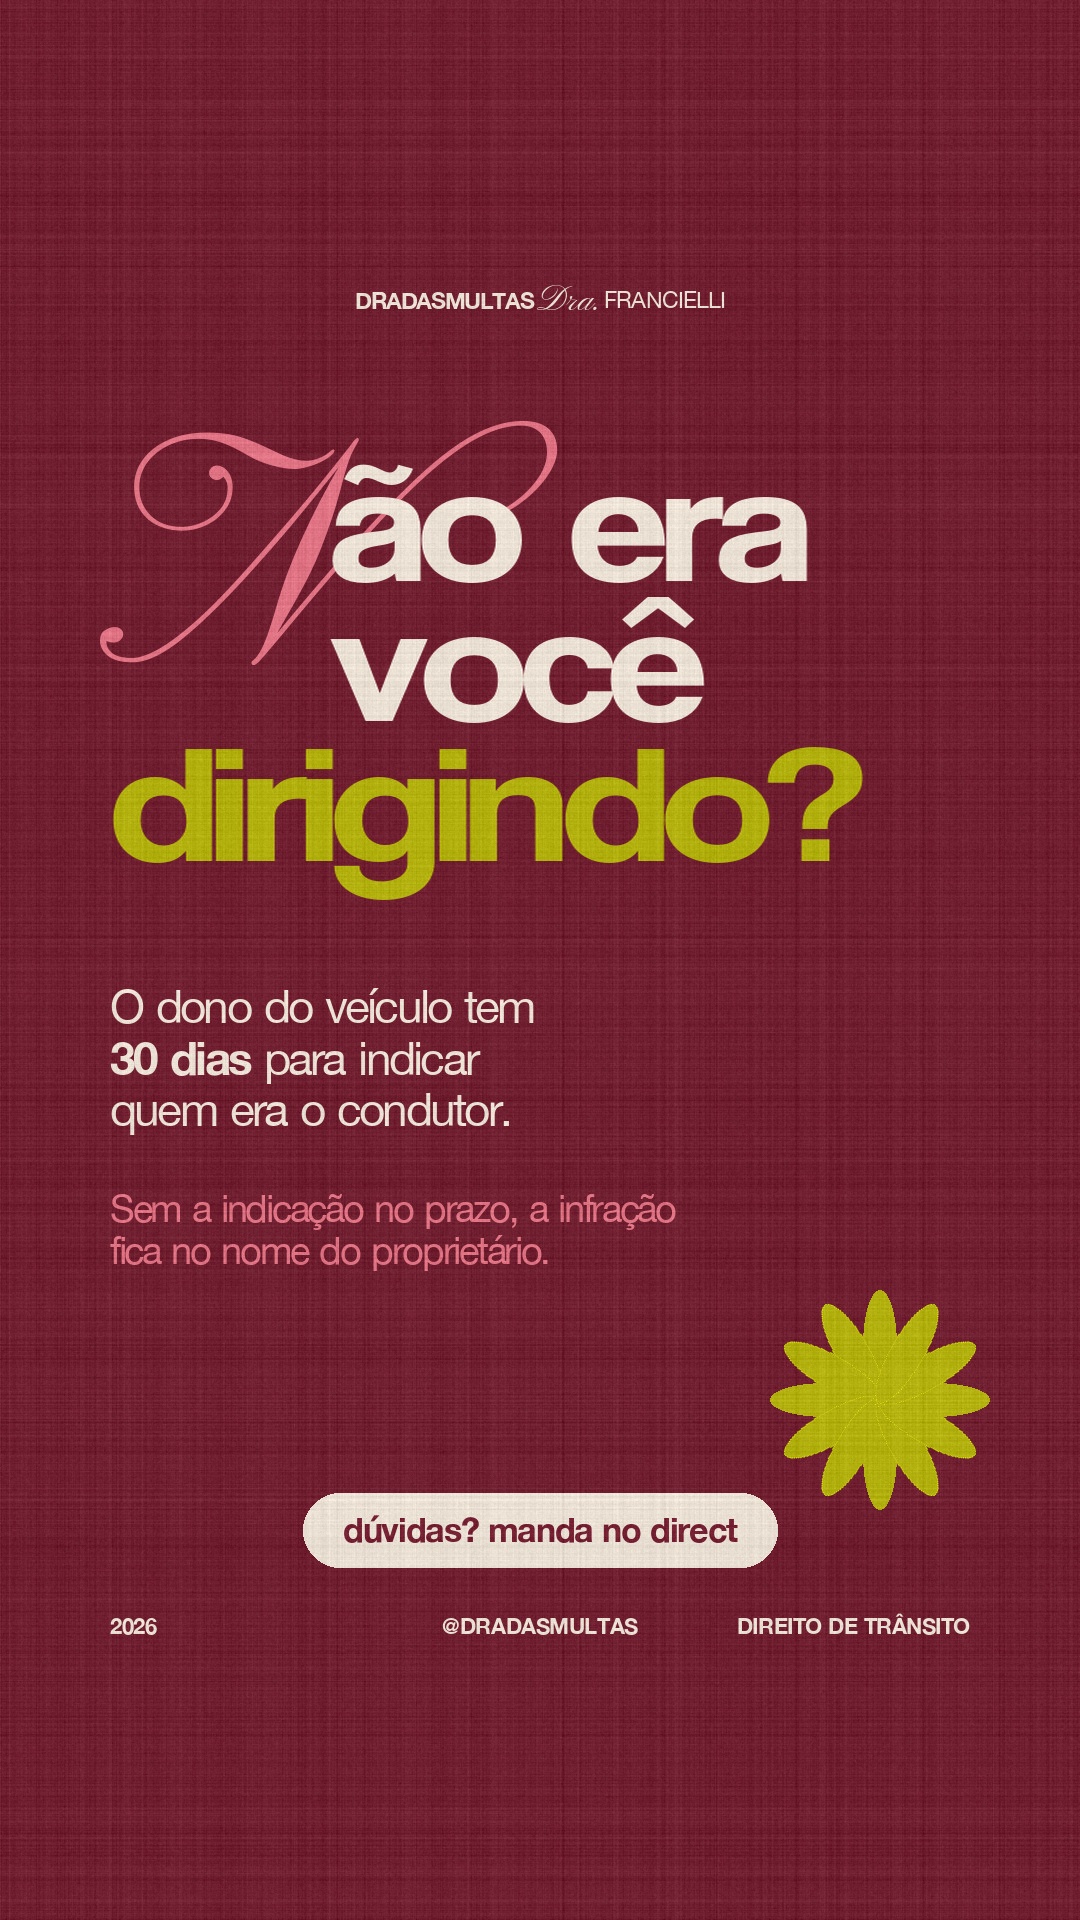 DRADASMULTAS Dra. FRANCIELLI
Não era
você
dirigindo?
O dono do veículo tem
30 dias para indicar
quem era o condutor.
Sem a indicação no prazo, a infração
fica no nome do proprietário.
dúvidas? manda no direct
2026 @DRADASMULTAS DIREITO DE TRÂNSITO